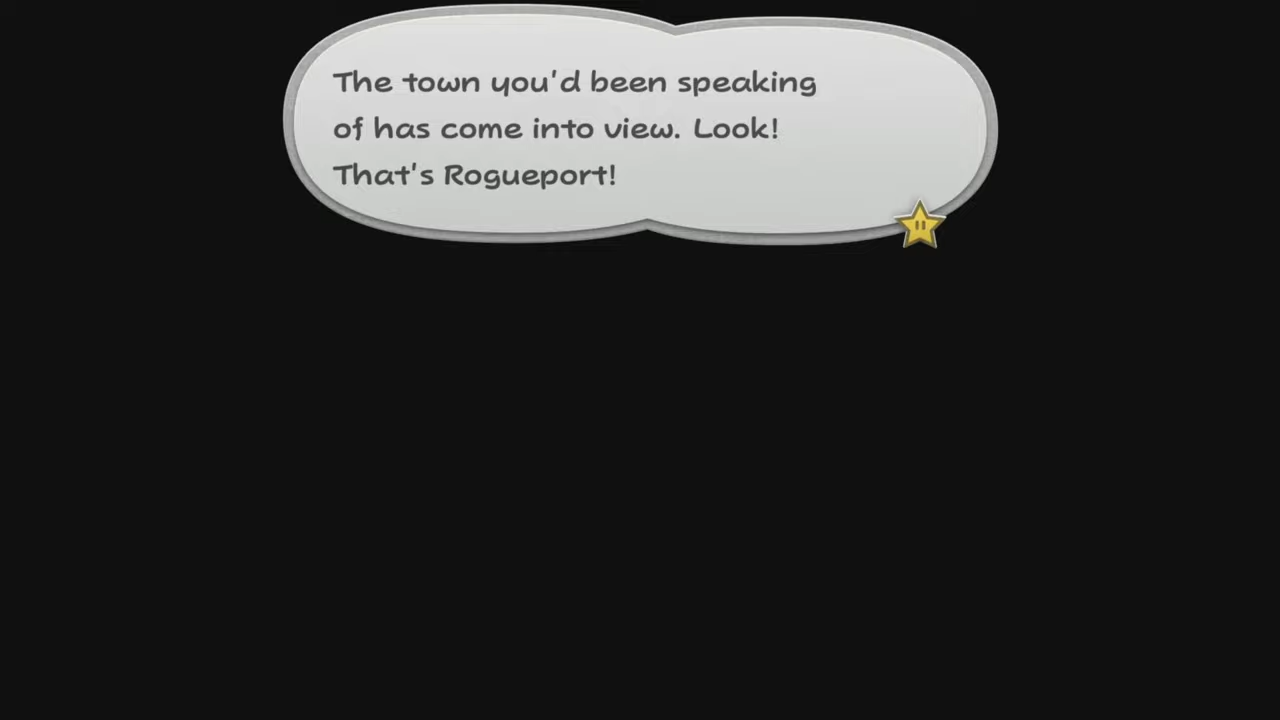 The town you'd been speaking
of has come into view. Look!
That's Rogueport!